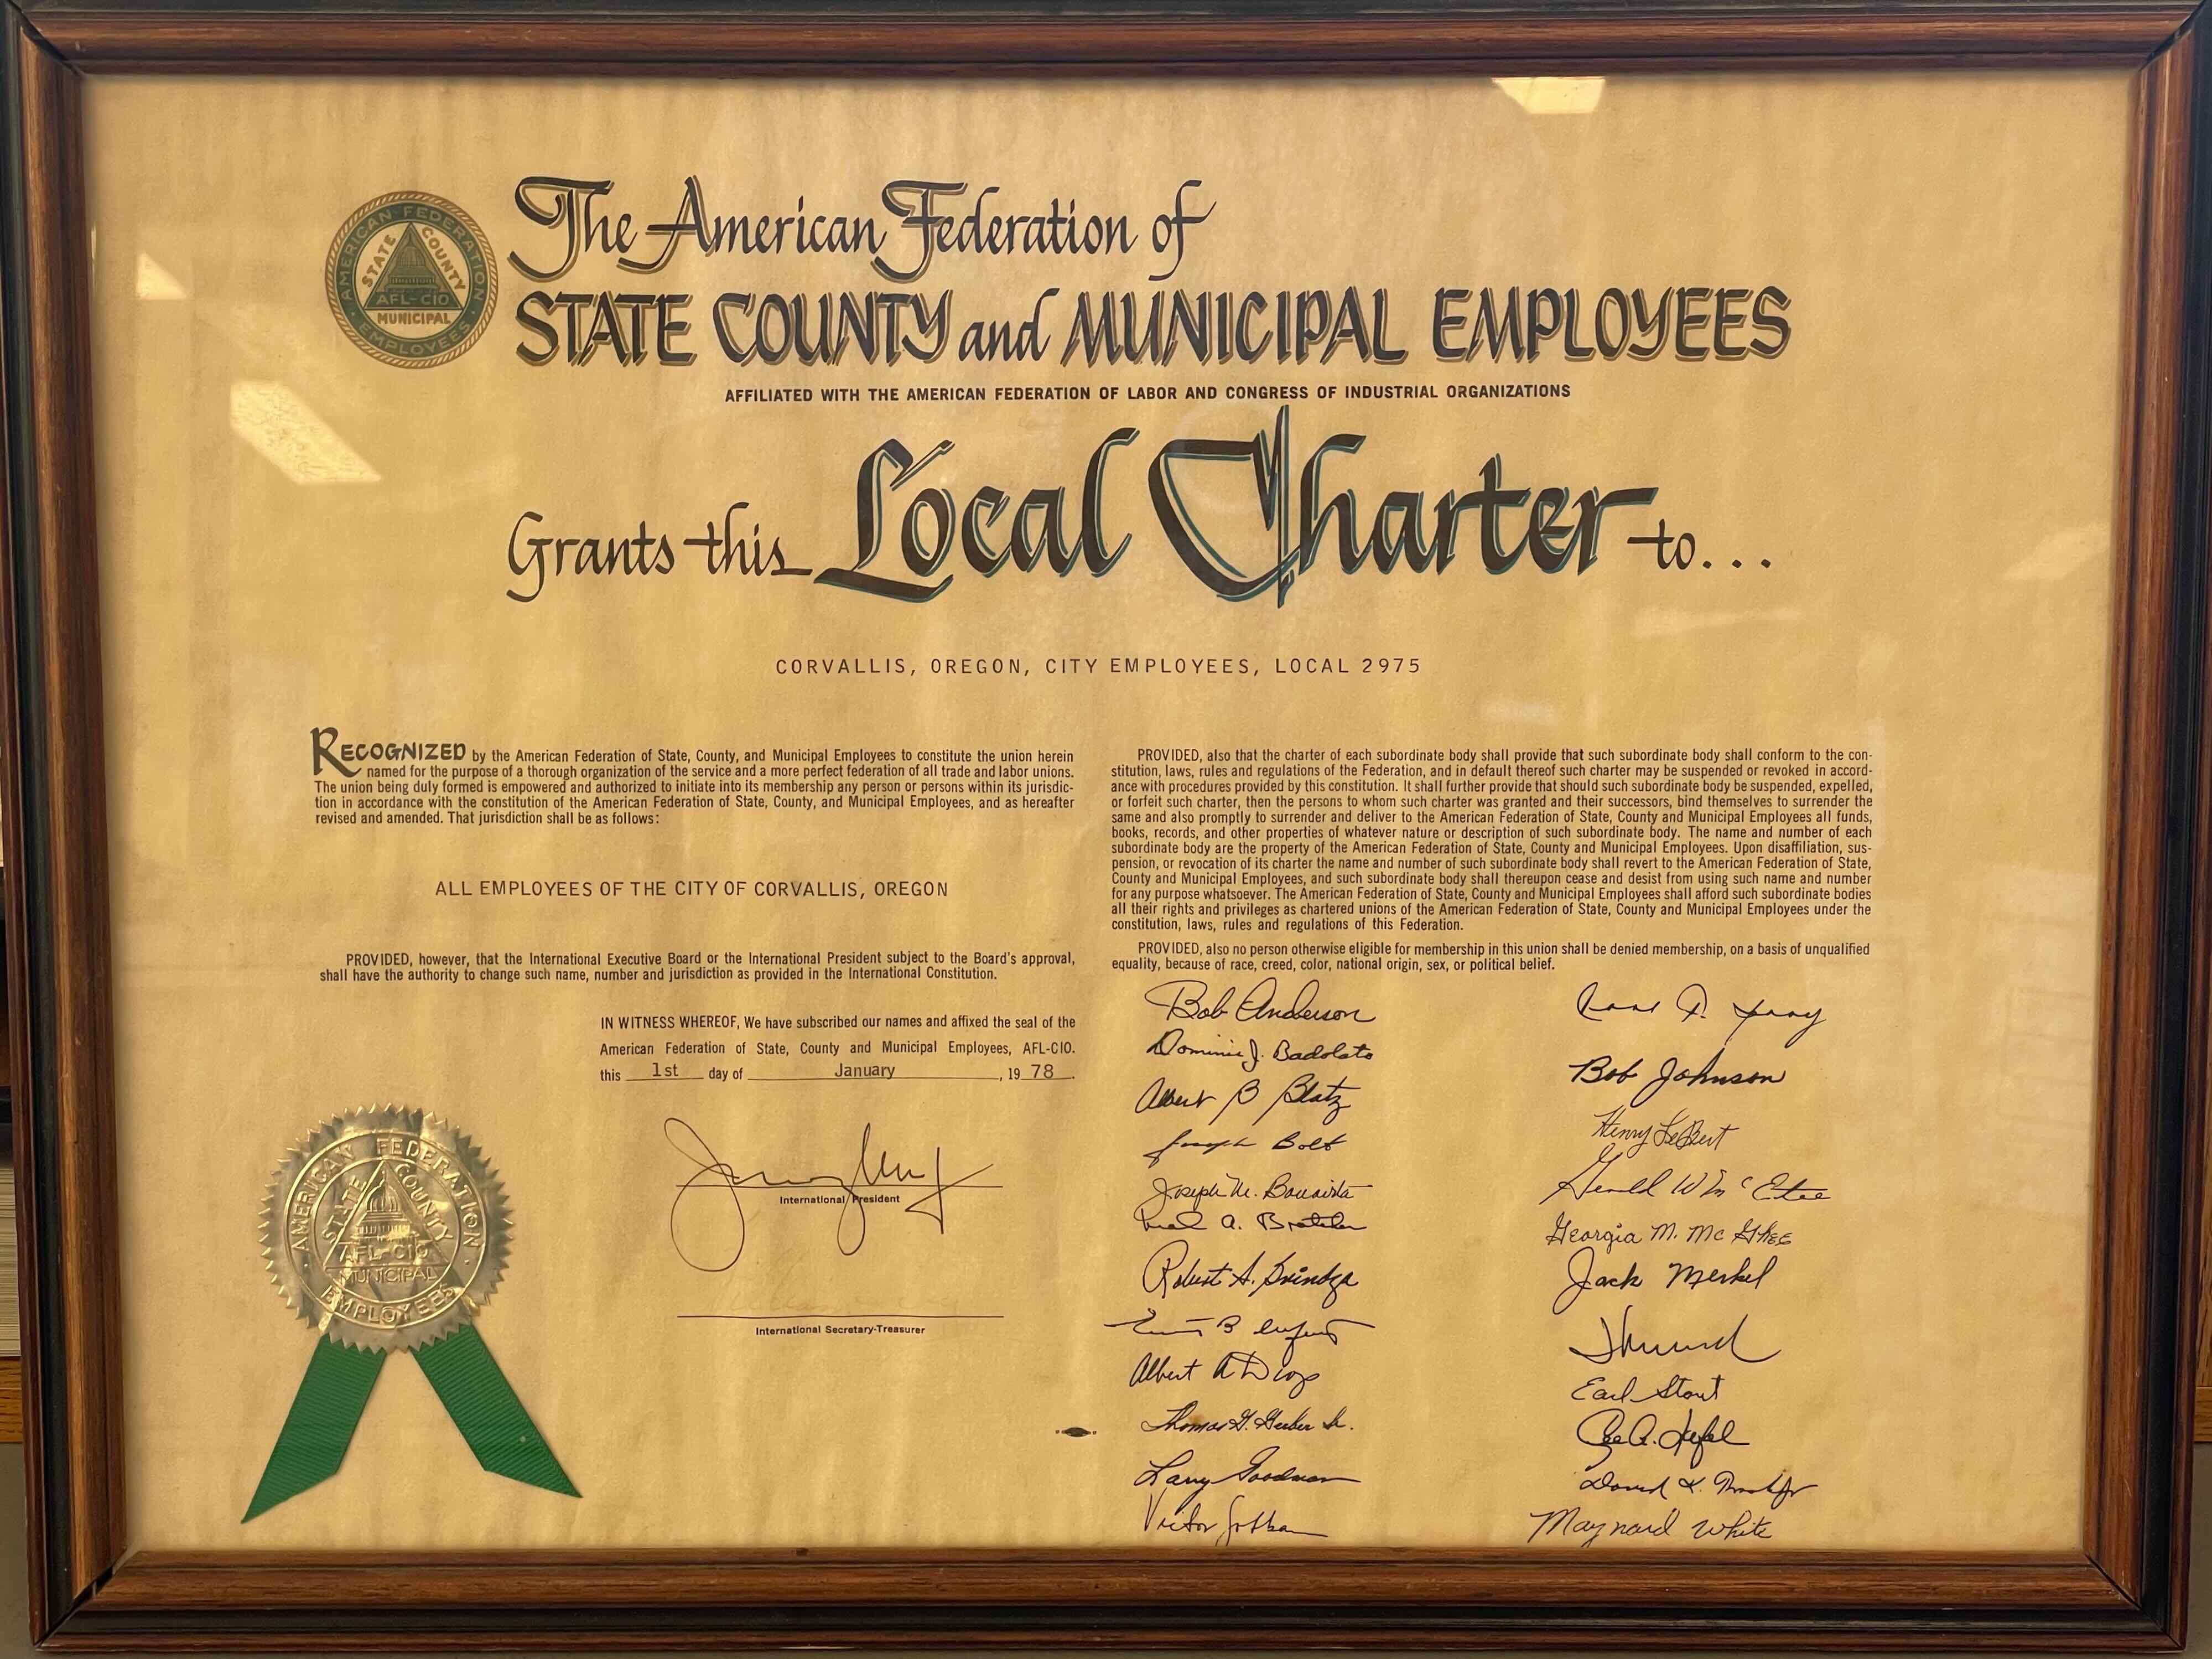 AMERICAN FEDERATION
STATE COUNTY
AFL-CIO
MUNICIPAL
EMPLOYEES
The American Federation of
STATE COUNTY and MUNICIPAL EMPLOYEES
AFFILIATED WITH THE AMERICAN FEDERATION OF LABOR AND CONGRESS OF INDUSTRIAL ORGANIZATIONS
Grants this Local Charter to...
CORVALLIS, OREGON, CITY EMPLOYEES, LOCAL 2975
RECOGNIZED by the American Federation of State, County, and Municipal Employees to constitute the union herein
named for the purpose of a thorough organization of the service and a more perfect federation of all trade and labor unions.
The union being duly formed is empowered and authorized to initiate into its membership any person or persons within its jurisdic-
tion in accordance with the constitution of the American Federation of State, County, and Municipal Employees, and as hereafter
revised and amended. That jurisdiction shall be as follows:
ALL EMPLOYEES OF THE CITY OF CORVALLIS, OREGON
PROVIDED, however, that the International Executive Board or the International President subject to the Board's approval,
shall have the authority to change such name, number and jurisdiction as provided in the International Constitution.
IN WITNESS WHEREOF, We have subscribed our names and affixed the seal of the
American Federation of State, County and Municipal Employees, AFL-CIO.
this 1st day of January, 19 78.
International President
International Secretary-Treasurer
AMERICAN FEDERATION
STATE COUNTY
AFL-CIO
MUNICIPAL
EMPLOYEES
PROVIDED, also that the charter of each subordinate body shall provide that such subordinate body shall conform to the con-
stitution, laws, rules and regulations of the Federation, and in default thereof such charter may be suspended or revoked in accord-
ance with procedures provided by this constitution. It shall further provide that should such subordinate body be suspended, expelled,
or forfeit such charter, then the persons to whom such charter was granted and their successors, bind themselves to surrender the
same and also promptly to surrender and deliver to the American Federation of State, County and Municipal Employees all funds,
books, records, and other properties of whatever nature or description of such subordinate body. The name and number of each
subordinate body are the property of the American Federation of State, County and Municipal Employees. Upon disaffiliation, sus-
pension, or revocation of its charter the name and number of such subordinate body shall revert to the American Federation of State,
County and Municipal Employees, and such subordinate body shall thereupon cease and desist from using such name and number
for any purpose whatsoever. The American Federation of State, County and Municipal Employees shall afford such subordinate bodies
all their rights and privileges as chartered unions of the American Federation of State, County and Municipal Employees under the
constitution, laws, rules and regulations of this Federation.
PROVIDED, also no person otherwise eligible for membership in this union shall be denied membership, on a basis of unqualified
equality, because of race, creed, color, national origin, sex, or political belief.
Bob Anderson
Dominic J. Badolato
Albert B Blatz
Joseph Bolt
Joseph M. Bonavita
A.
Robert A. Brindza
B
Albert A Diop
Thomas G. Gerber Sr.
Larry Goodman
Victor Gotbaum
Bob Johnson
Henry LeBert
Gerald W McEntee
Georgia M. McGhee
Jack Merkel
Earl Stout
David K. Trask Jr
Maynard White